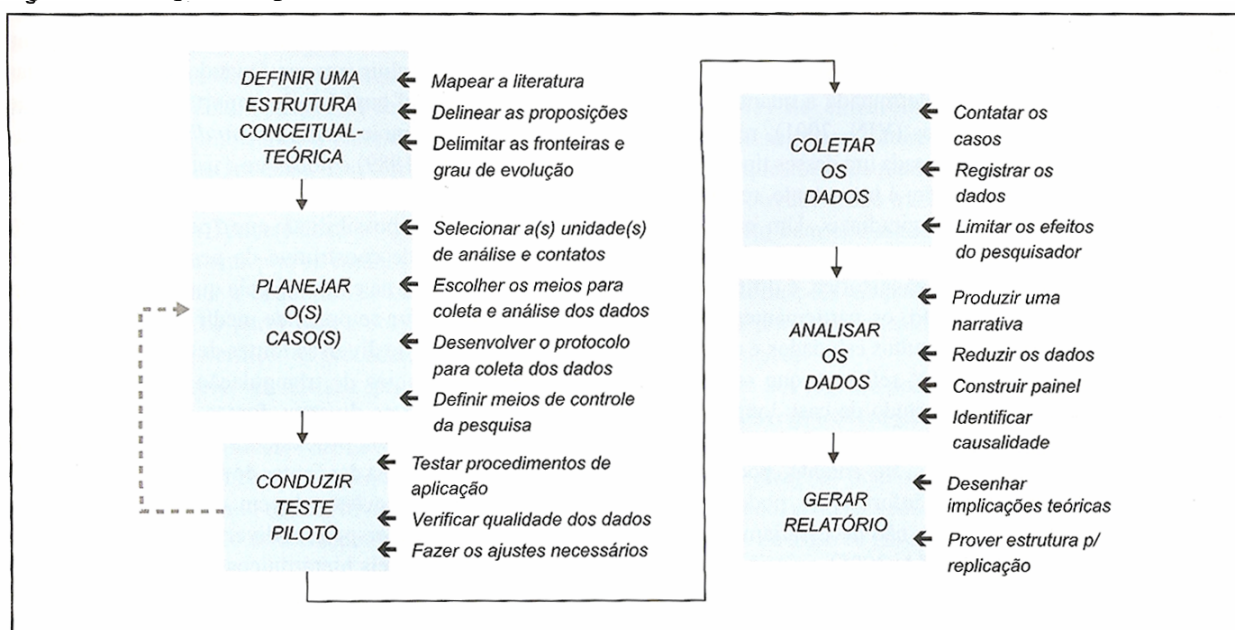 DEFINIR UMA
ESTRUTURA
CONCEITUAL-
TEÓRICA
Mapear a literatura
Delinear as proposições
Delimitar as fronteiras e
grau de evolução
PLANEJAR
O(S)
CASO(S)
Selecionar a(s) unidade(s)
de análise e contatos
Escolher os meios para
coleta e análise dos dados
Desenvolver o protocolo
para coleta dos dados
Definir meios de controle
da pesquisa
CONDUZIR
TESTE
PILOTO
Testar procedimentos de
aplicação
Verificar qualidade dos dados
Fazer os ajustes necessários
COLETAR
OS
DADOS
Contatar os
casos
Registrar os
dados
Limitar os efeitos
do pesquisador
ANALISAR
OS
DADOS
Produzir uma
narrativa
Reduzir os dados
Construir painel
Identificar
causalidade
GERAR
RELATÓRIO
Desenhar
implicações teóricas
Prover estrutura p/
replicação